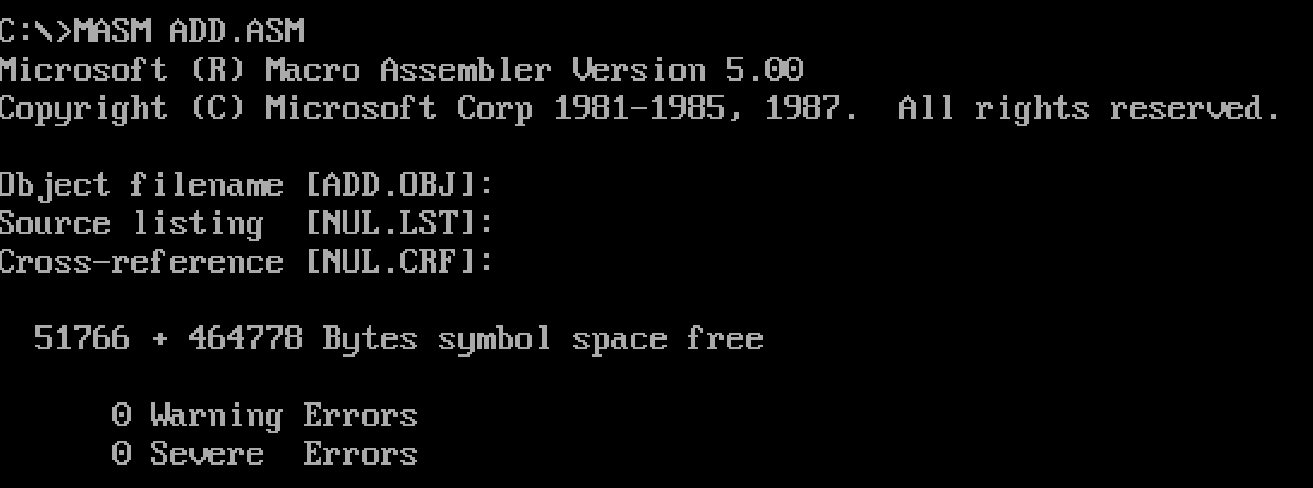 C:\>MASM ADD.ASM
Microsoft (R) Macro Assembler Version 5.00
Copyright (C) Microsoft Corp 1981-1985, 1987.  All rights reserved.
Object filename [ADD.OBJ]:
Source listing  [NUL.LST]:
Cross-reference [NUL.CRF]:
51766 + 464778 Bytes symbol space free
0 Warning Errors
0 Severe  Errors